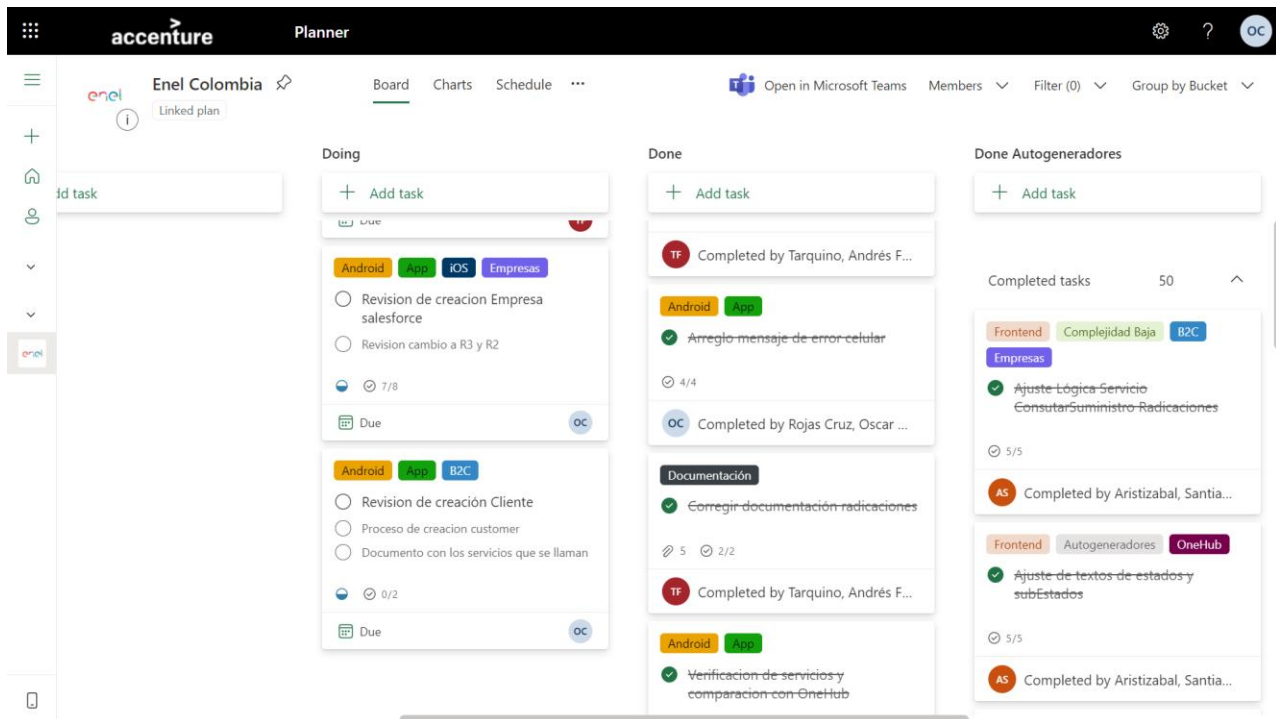 accenture
Planner
OC
enel
Enel Colombia
Linked plan
Board
Charts
Schedule
Open in Microsoft Teams
Members
Filter (0)
Group by Bucket
enel
dd task
Doing
Add task
Due
TF
Android App iOS Empresas
Revision de creacion Empresa
salesforce
Revision cambio a R3 y R2
7/8
Due
OC
Android App B2C
Revision de creación Cliente
Proceso de creacion customer
Documento con los servicios que se llaman
0/2
Due
OC
Done
Add task
TF Completed by Tarquino, Andrés F...
Android App
Arreglo mensaje de error celular
4/4
OC Completed by Rojas Cruz, Oscar ...
Documentación
Corregir documentación radicaciones
5 2/2
TF Completed by Tarquino, Andrés F...
Android App
Verificacion de servicios y
comparacion con OneHub
Done Autogeneradores
Add task
Completed tasks 50
Frontend Complejidad Baja B2C
Empresas
Ajuste Lógica Servicio
ConsutarSuministro Radicaciones
5/5
AS Completed by Aristizabal, Santia...
Frontend Autogeneradores OneHub
Ajuste de textos de estados y
subEstados
5/5
AS Completed by Aristizabal, Santia...